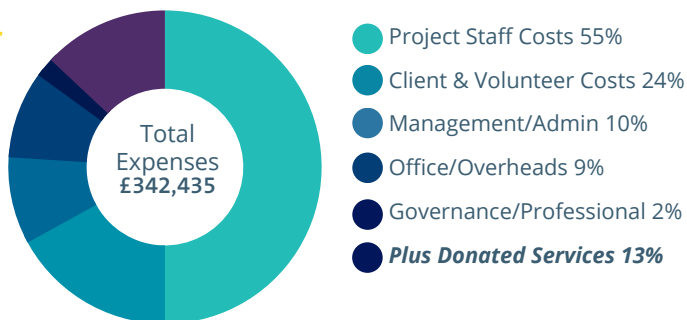 Total
Expenses
£342,435
Project Staff Costs 55%
Client & Volunteer Costs 24%
Management/Admin 10%
Office/Overheads 9%
Governance/Professional 2%
Plus Donated Services 13%